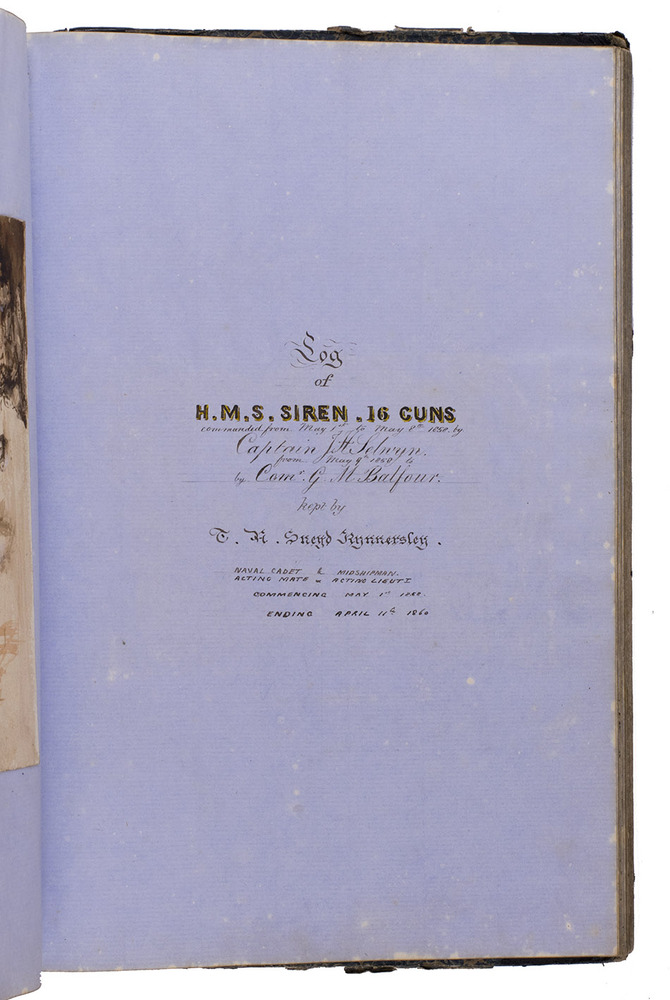 Log
of
H.M.S. SIREN. 16 GUNS
commanded from May 1st to May 8th 1858. by
Captain J H Selwyn.
from May 9th 1858 to
by Comr. G. M Balfour.
Kept by
T. R. Sneyd Kynnersley.
NAVAL CADET & MIDSHIPMAN.
ACTING MATE - ACTING LIEUT
COMMENCING MAY 1st 1858.
ENDING APRIL 11th 1860